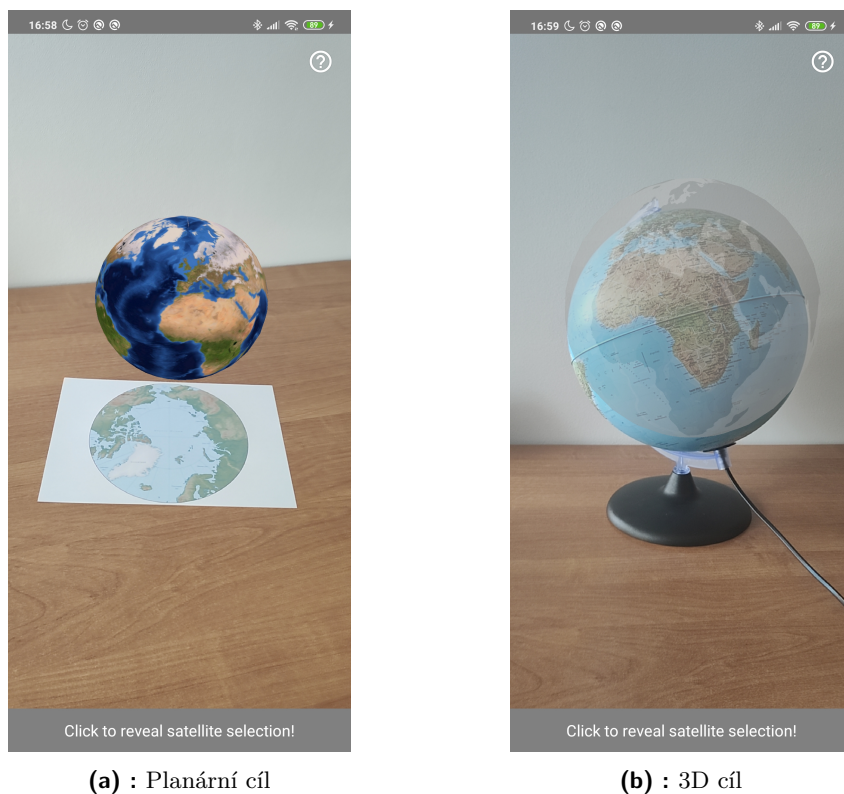 16:58
89
?
Click to reveal satellite selection!
16:59
89
?
Click to reveal satellite selection!
(a) : Planární cíl
(b) : 3D cíl